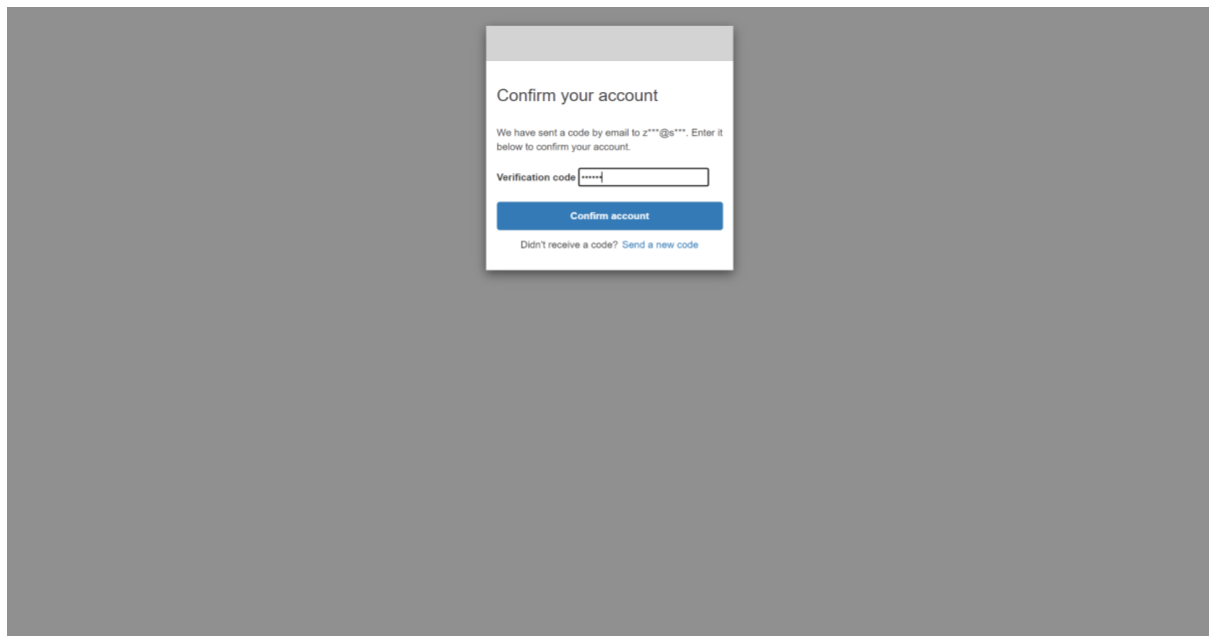 Confirm your account
We have sent a code by email to z***@s***. Enter it
below to confirm your account.
Verification code ••••••
Confirm account
Didn't receive a code? Send a new code